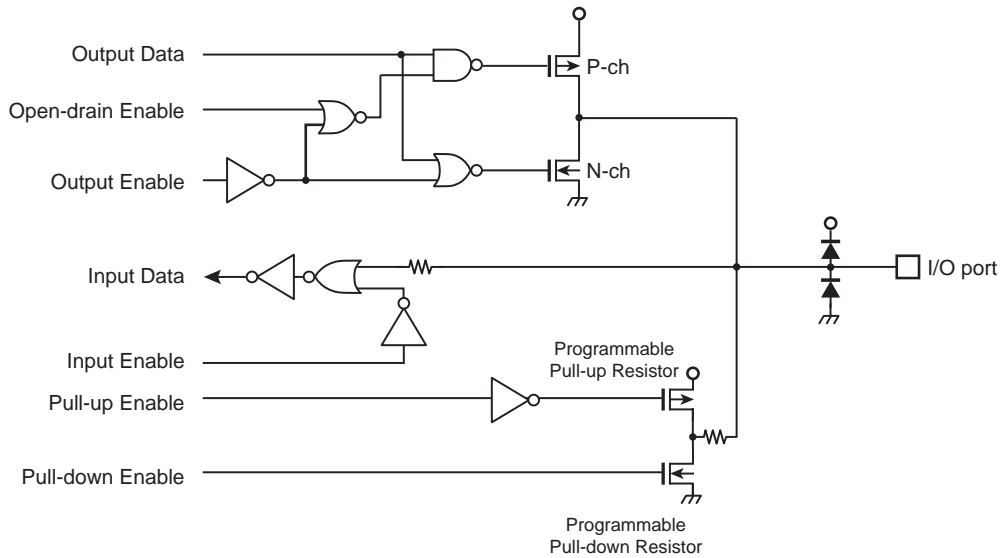 Output Data
P-ch
Open-drain Enable
Output Enable
N-ch
Input Data
I/O port
Input Enable
Programmable
Pull-up Resistor
Pull-up Enable
Pull-down Enable
Programmable
Pull-down Resistor